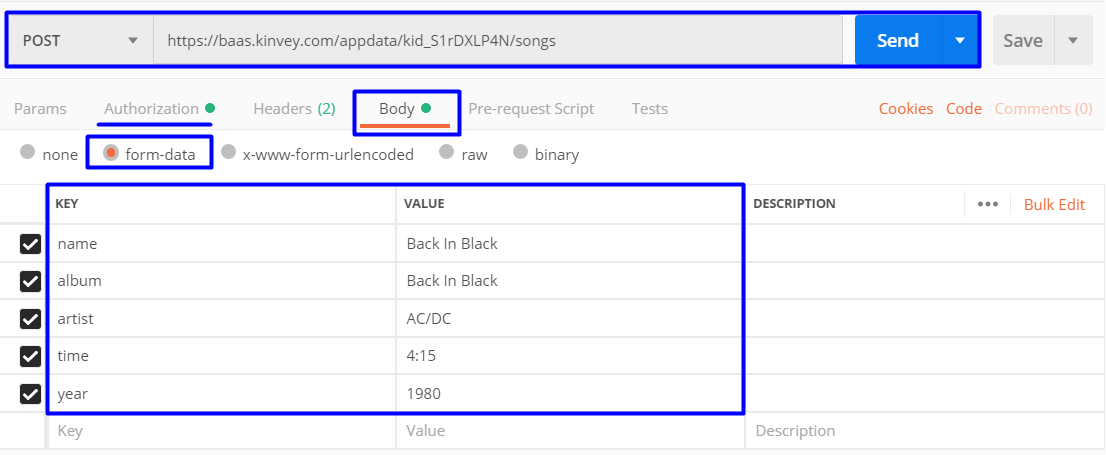 POST https://baas.kinvey.com/appdata/kid_S1rDXLP4N/songs Send Save
Params Authorization Headers (2) Body Pre-request Script Tests Cookies Code Comments (0)
none form-data x-www-form-urlencoded raw binary
KEY VALUE DESCRIPTION ••• Bulk Edit
name Back In Black
album Back In Black
artist AC/DC
time 4:15
year 1980
Key Value Description